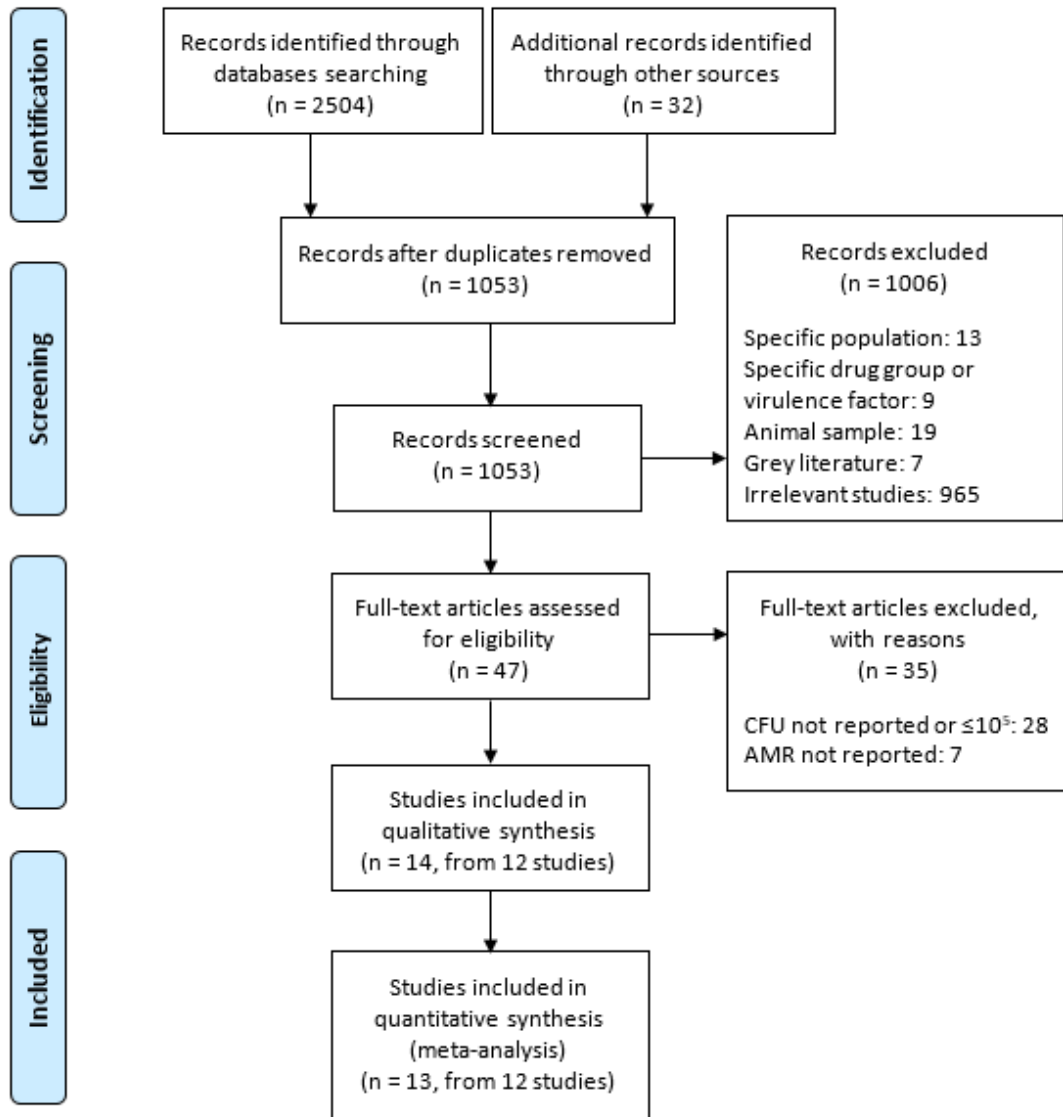 Identification
Records identified through
databases searching
(n = 2504)
Additional records identified
through other sources
(n = 32)
Records after duplicates removed
(n = 1053)
Screening
Records screened
(n = 1053)
Records excluded
(n = 1006)
Specific population: 13
Specific drug group or
virulence factor: 9
Animal sample: 19
Grey literature: 7
Irrelevant studies: 965
Eligibility
Full-text articles assessed
for eligibility
(n = 47)
Full-text articles excluded,
with reasons
(n = 35)
CFU not reported or ≤10⁵: 28
AMR not reported: 7
Studies included in
qualitative synthesis
(n = 14, from 12 studies)
Included
Studies included in
quantitative synthesis
(meta-analysis)
(n = 13, from 12 studies)